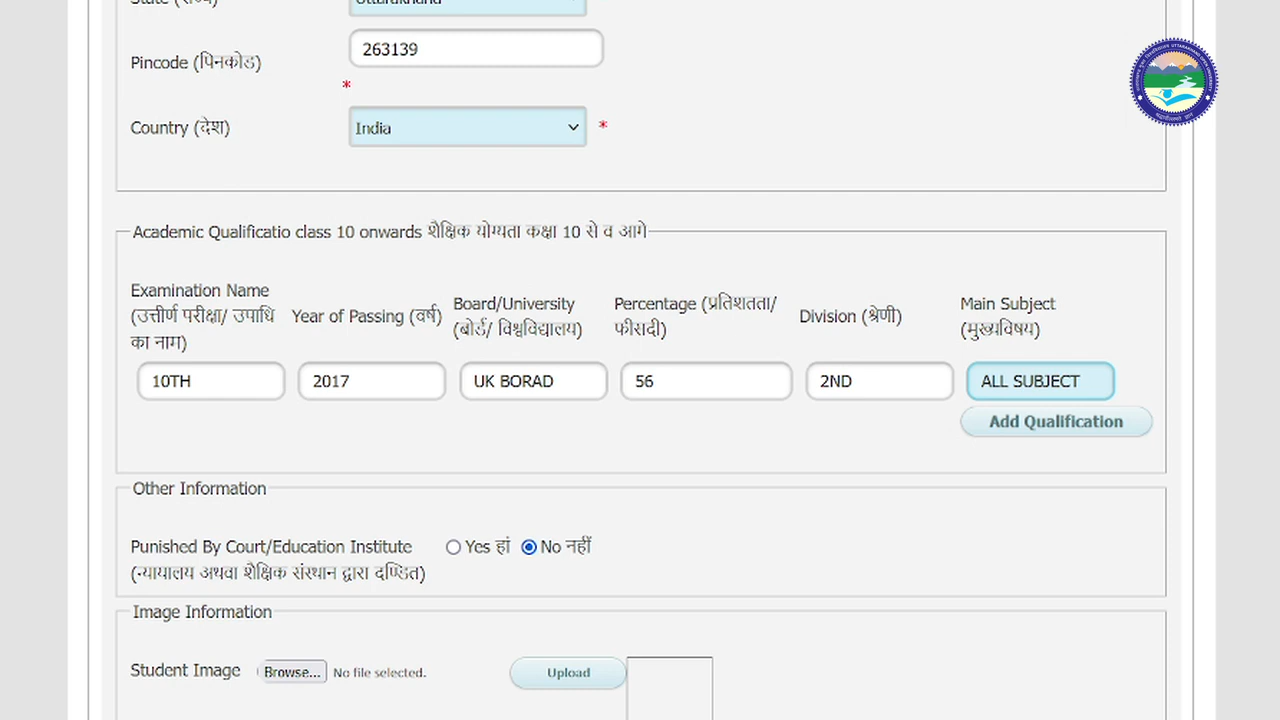 State (राज्य) Uttarakhand
Pincode (पिनकोड) 263139
*
Country (देश) India *
Academic Qualificatio class 10 onwards शैक्षिक योग्यता कक्षा 10 से व आगे
Examination Name (उत्तीर्ण परीक्षा/ उपाधि का नाम)
Year of Passing (वर्ष)
Board/University (बोर्ड/ विश्वविद्यालय)
Percentage (प्रतिशतता/ फीसदी)
Division (श्रेणी)
Main Subject (मुख्यविषय)
10TH 2017 UK BORAD 56 2ND ALL SUBJECT
Add Qualification
Other Information
Punished By Court/Education Institute Yes हां No नहीं
(न्यायालय अथवा शैक्षिक संस्थान द्वारा दण्डित)
Image Information
Student Image Browse... No file selected. Upload